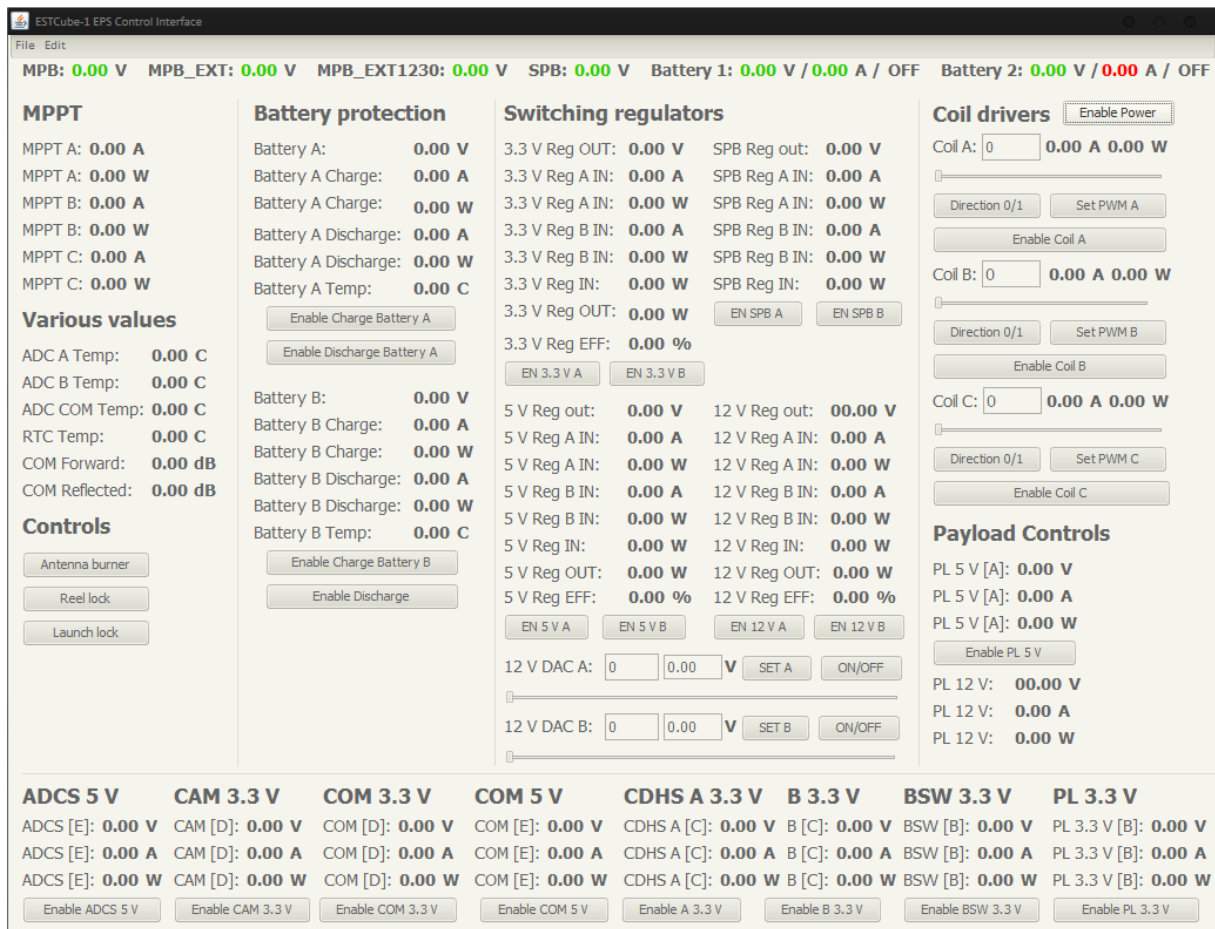 ESTCube-1 EPS Control Interface
File Edit
MPB: 0.00 V MPB_EXT: 0.00 V MPB_EXT1230: 0.00 V SPB: 0.00 V Battery 1: 0.00 V / 0.00 A / OFF Battery 2: 0.00 V / 0.00 A / OFF
MPPT
MPPT A: 0.00 A
MPPT A: 0.00 W
MPPT B: 0.00 A
MPPT B: 0.00 W
MPPT C: 0.00 A
MPPT C: 0.00 W
Various values
ADC A Temp: 0.00 C
ADC B Temp: 0.00 C
ADC COM Temp: 0.00 C
RTC Temp: 0.00 C
COM Forward: 0.00 dB
COM Reflected: 0.00 dB
Controls
Antenna burner
Reel lock
Launch lock
Battery protection
Battery A: 0.00 V
Battery A Charge: 0.00 A
Battery A Charge: 0.00 W
Battery A Discharge: 0.00 A
Battery A Discharge: 0.00 W
Battery A Temp: 0.00 C
Enable Charge Battery A
Enable Discharge Battery A
Battery B: 0.00 V
Battery B Charge: 0.00 A
Battery B Charge: 0.00 W
Battery B Discharge: 0.00 A
Battery B Discharge: 0.00 W
Battery B Temp: 0.00 C
Enable Charge Battery B
Enable Discharge
Switching regulators
3.3 V Reg OUT: 0.00 V SPB Reg out: 0.00 V
3.3 V Reg A IN: 0.00 A SPB Reg A IN: 0.00 A
3.3 V Reg A IN: 0.00 W SPB Reg A IN: 0.00 W
3.3 V Reg B IN: 0.00 A SPB Reg B IN: 0.00 A
3.3 V Reg B IN: 0.00 W SPB Reg B IN: 0.00 W
3.3 V Reg IN: 0.00 W SPB Reg IN: 0.00 W
3.3 V Reg OUT: 0.00 W EN SPB A EN SPB B
3.3 V Reg EFF: 0.00 %
EN 3.3 V A EN 3.3 V B
5 V Reg out: 0.00 V 12 V Reg out: 00.00 V
5 V Reg A IN: 0.00 A 12 V Reg A IN: 0.00 A
5 V Reg A IN: 0.00 W 12 V Reg A IN: 0.00 W
5 V Reg B IN: 0.00 A 12 V Reg B IN: 0.00 A
5 V Reg B IN: 0.00 W 12 V Reg B IN: 0.00 W
5 V Reg IN: 0.00 W 12 V Reg IN: 0.00 W
5 V Reg OUT: 0.00 W 12 V Reg OUT: 0.00 W
5 V Reg EFF: 0.00 % 12 V Reg EFF: 0.00 %
EN 5 V A EN 5 V B EN 12 V A EN 12 V B
12 V DAC A: 0 0.00 V SET A ON/OFF
12 V DAC B: 0 0.00 V SET B ON/OFF
Coil drivers Enable Power
Coil A: 0 0.00 A 0.00 W
Direction 0/1 Set PWM A
Enable Coil A
Coil B: 0 0.00 A 0.00 W
Direction 0/1 Set PWM B
Enable Coil B
Coil C: 0 0.00 A 0.00 W
Direction 0/1 Set PWM C
Enable Coil C
Payload Controls
PL 5 V [A]: 0.00 V
PL 5 V [A]: 0.00 A
PL 5 V [A]: 0.00 W
Enable PL 5 V
PL 12 V: 00.00 V
PL 12 V: 0.00 A
PL 12 V: 0.00 W
ADCS 5 V CAM 3.3 V COM 3.3 V COM 5 V CDHS A 3.3 V B 3.3 V BSW 3.3 V PL 3.3 V
ADCS [E]: 0.00 V CAM [D]: 0.00 V COM [D]: 0.00 V COM [E]: 0.00 V CDHS A [C]: 0.00 V B [C]: 0.00 V BSW [B]: 0.00 V PL 3.3 V [B]: 0.00 V
ADCS [E]: 0.00 A CAM [D]: 0.00 A COM [D]: 0.00 A COM [E]: 0.00 A CDHS A [C]: 0.00 A B [C]: 0.00 A BSW [B]: 0.00 A PL 3.3 V [B]: 0.00 A
ADCS [E]: 0.00 W CAM [D]: 0.00 W COM [D]: 0.00 W COM [E]: 0.00 W CDHS A [C]: 0.00 W B [C]: 0.00 W BSW [B]: 0.00 W PL 3.3 V [B]: 0.00 W
Enable ADCS 5 V Enable CAM 3.3 V Enable COM 3.3 V Enable COM 5 V Enable A 3.3 V Enable B 3.3 V Enable BSW 3.3 V Enable PL 3.3 V